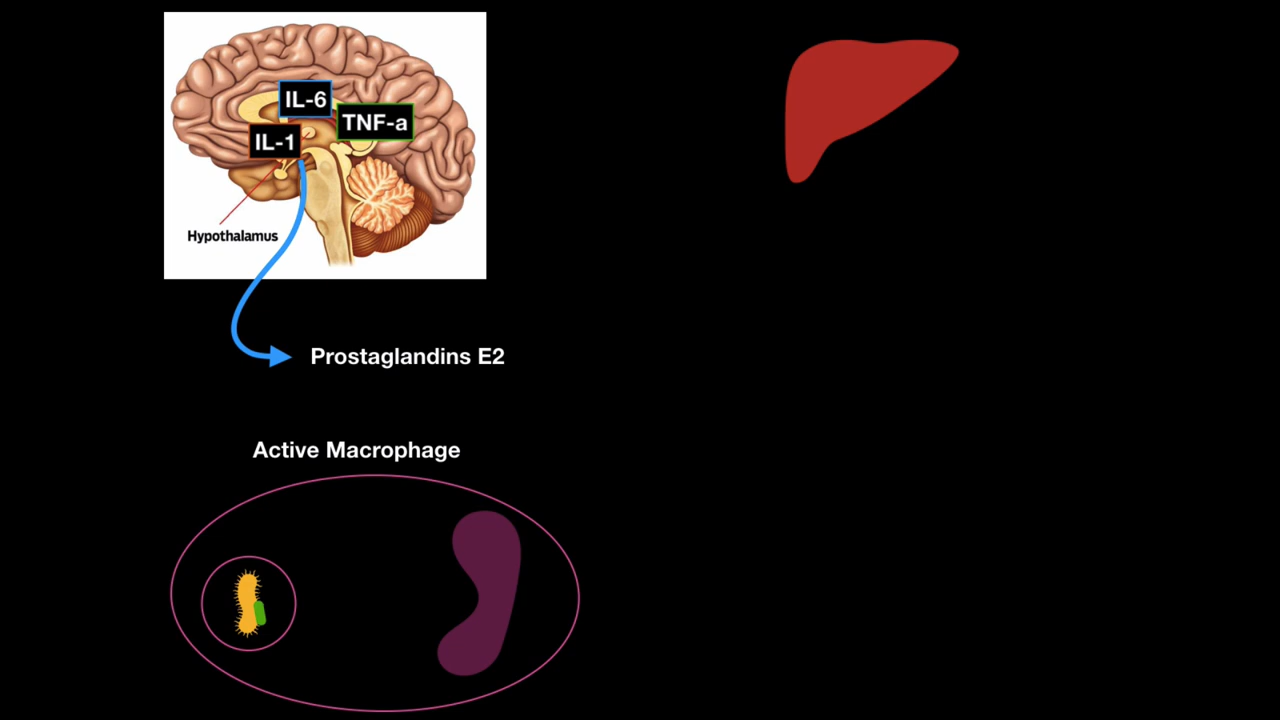 IL-6
TNF-a
IL-1
Hypothalamus
Prostaglandins E2
Active Macrophage